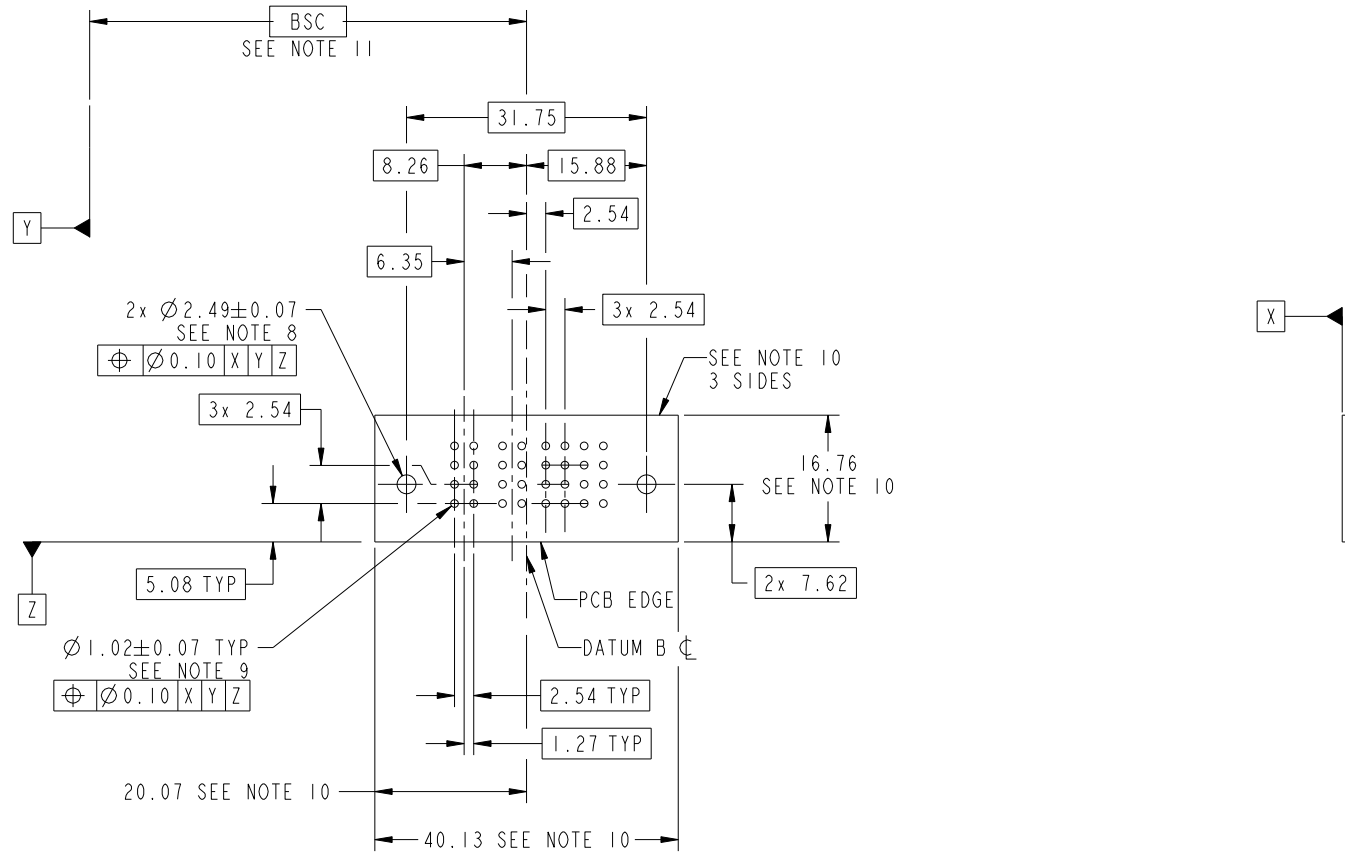 BSC
SEE NOTE 11
31.75
8.26
15.88
2.54
Y
6.35
3x 2.54
2x Ø2.49±0.07
SEE NOTE 8
⌖ Ø0.10 X Y Z
X
SEE NOTE 10
3 SIDES
3x 2.54
16.76
SEE NOTE 10
5.08 TYP
2x 7.62
Z
PCB EDGE
Ø1.02±0.07 TYP
SEE NOTE 9
⌖ Ø0.10 X Y Z
DATUM B ℄
2.54 TYP
1.27 TYP
20.07 SEE NOTE 10
40.13 SEE NOTE 10